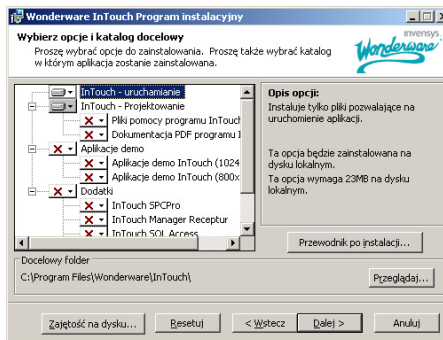 Wonderware InTouch Program instalacyjny
Wybierz opcje i katalog docelowy
Proszę wybrać opcje do zainstalowania. Proszę także wybrać katalog
w którym aplikacja zostanie zainstalowana.
invensys.
Wonderware
InTouch - uruchamianie
InTouch - Projektowanie
Pliki pomocy programu InTouch
Dokumentacja PDF programu I
Aplikacje demo
Aplikacje demo InTouch (1024
Aplikacje demo InTouch (800x
Dodatki
InTouch SPCPro
InTouch Manager Receptur
InTouch SQL Access
Opis opcji:
Instaluje tylko pliki pozwalające na
uruchomienie aplikacji.
Ta opcja będzie zainstalowana na
dysku lokalnym.
Ta opcja wymaga 23MB na dysku
lokalnym.
Przewodnik po instalacji...
Docelowy folder
C:\Program Files\Wonderware\InTouch\
Przeglądaj...
Zajętość na dysku...
Resetuj
< Wstecz
Dalej >
Anuluj